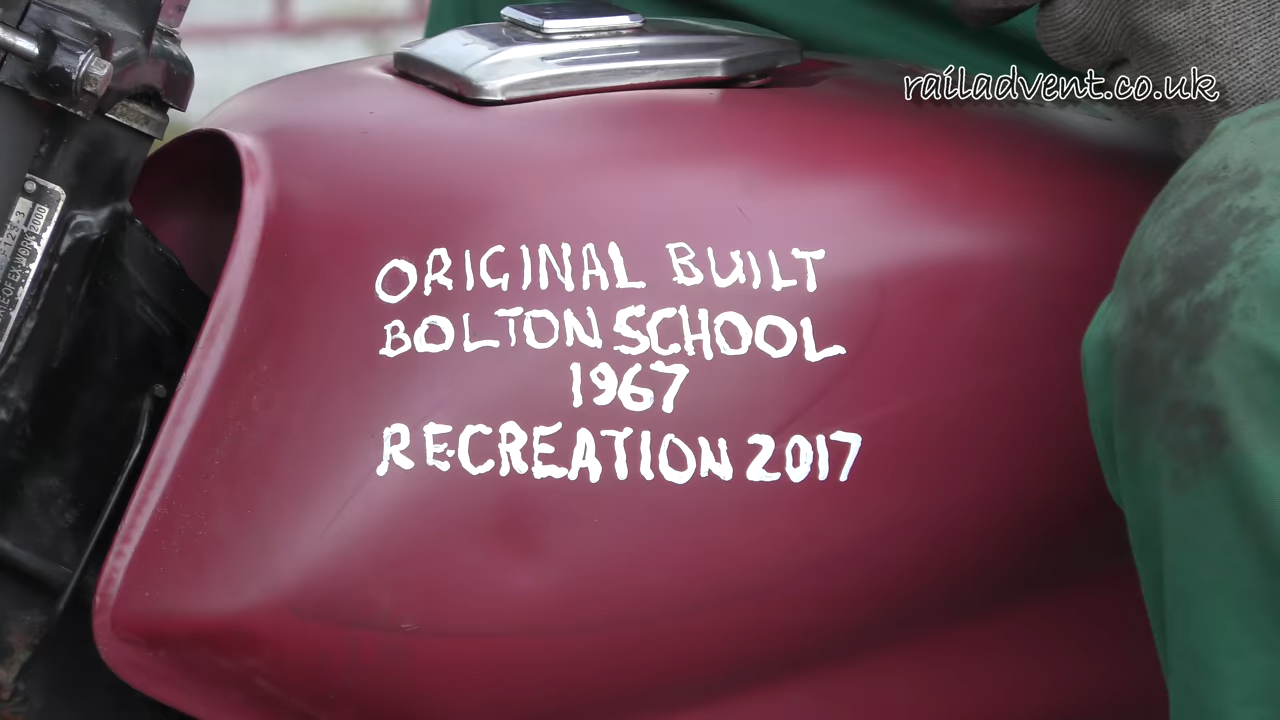 railadvent.co.uk
ORIGINAL BUILT
BOLTON SCHOOL
1967
RECREATION 2017